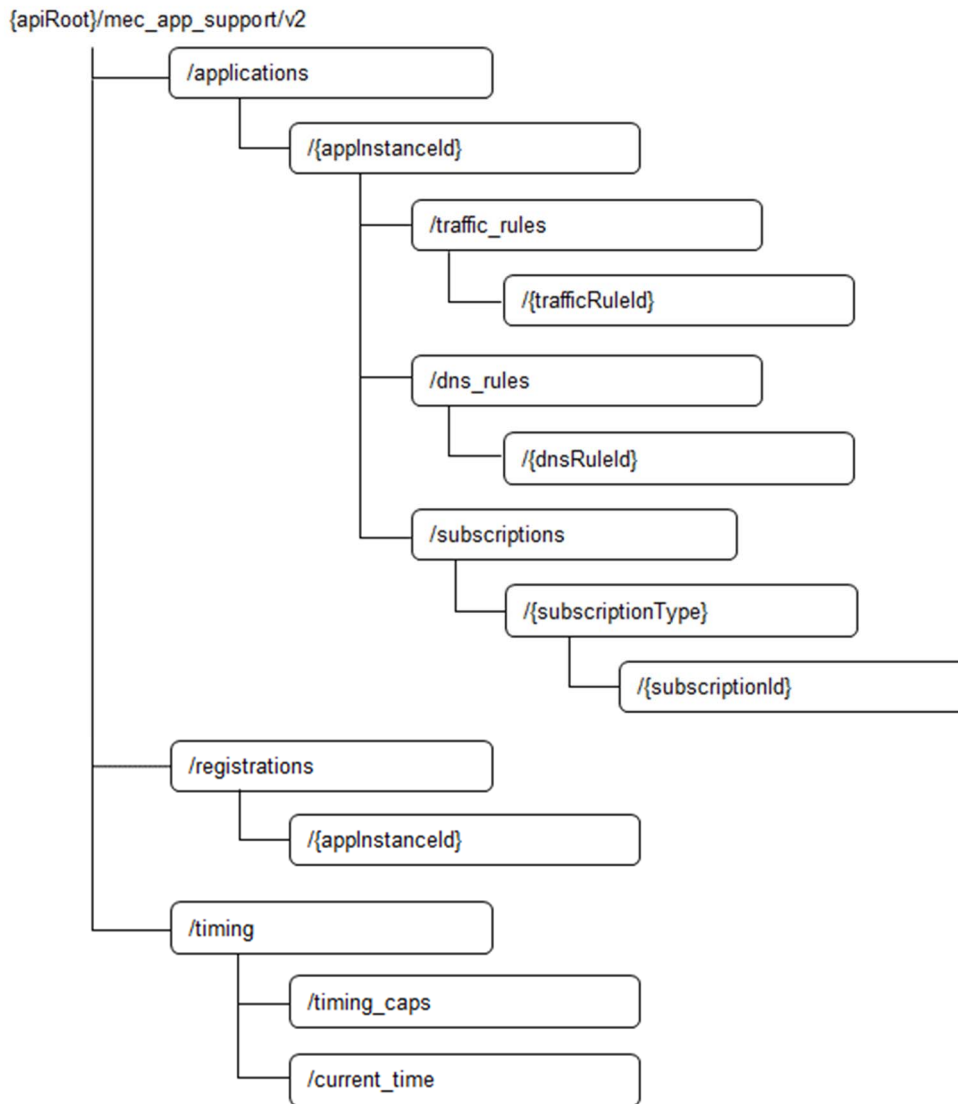 {apiRoot}/mec_app_support/v2
/applications
/{appInstanceId}
/traffic_rules
/{trafficRuleId}
/dns_rules
/{dnsRuleId}
/subscriptions
/{subscriptionType}
/{subscriptionId}
/registrations
/{appInstanceId}
/timing
/timing_caps
/current_time